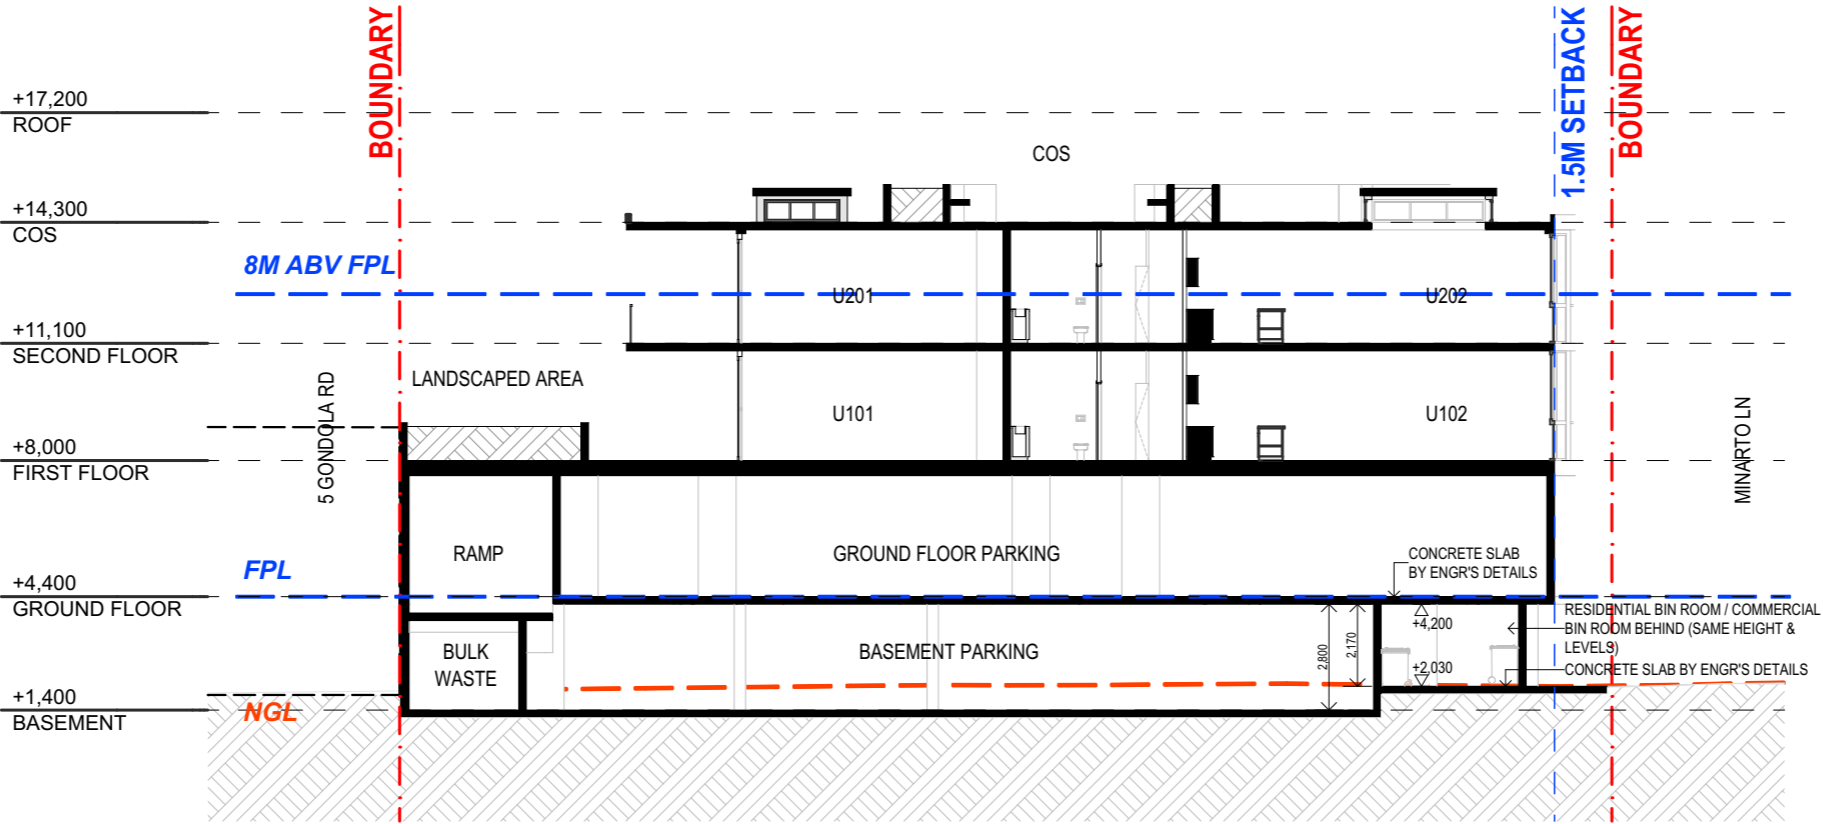 BOUNDARY
1.5M SETBACK
BOUNDARY
+17,200
ROOF
COS
+14,300
COS
8M ABV FPL
U201
U202
+11,100
SECOND FLOOR
LANDSCAPED AREA
U101
U102
5 GONDOLA RD
MINARTO LN
+8,000
FIRST FLOOR
RAMP
GROUND FLOOR PARKING
CONCRETE SLAB
BY ENGR'S DETAILS
FPL
+4,400
GROUND FLOOR
RESIDENTIAL BIN ROOM / COMMERCIAL
BIN ROOM BEHIND (SAME HEIGHT &
LEVELS)
+4,200
2,800
2,170
BULK
WASTE
BASEMENT PARKING
+2,030
CONCRETE SLAB BY ENGR'S DETAILS
+1,400
BASEMENT
NGL